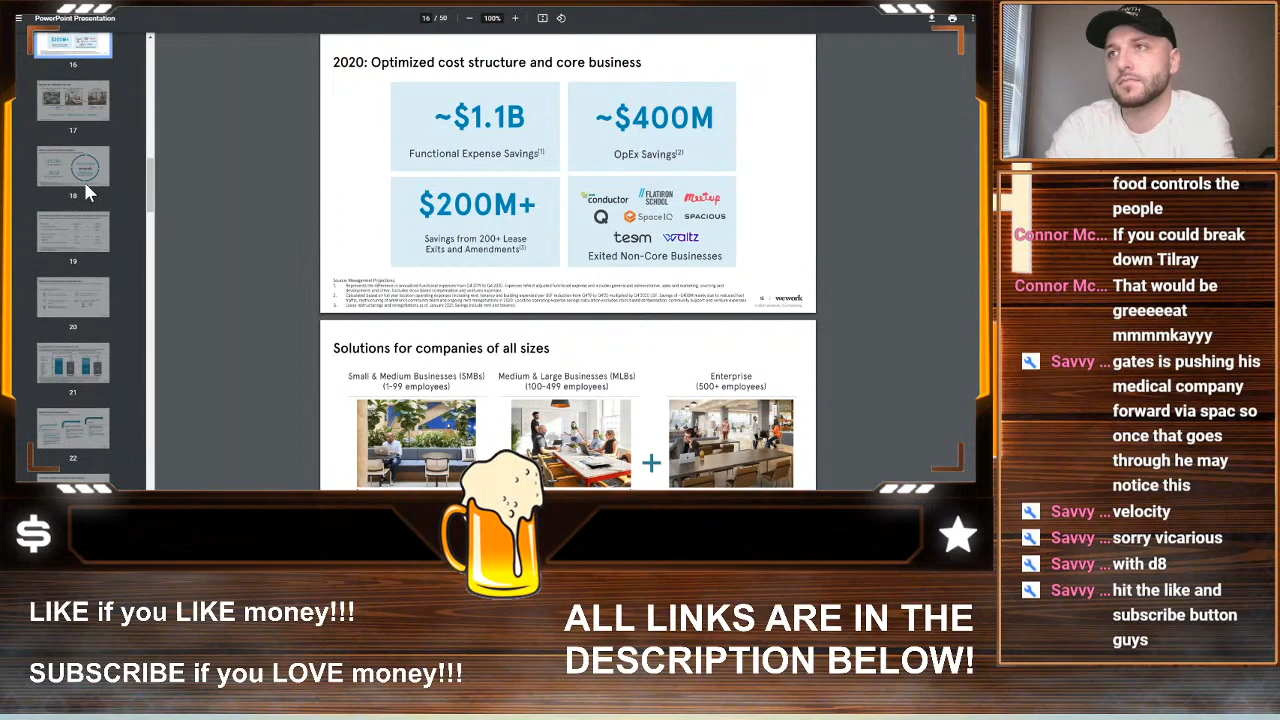 PowerPoint Presentation
16 / 50
100%
16
17
18
19
20
21
22
2020: Optimized cost structure and core business
~$1.1B
Functional Expense Savings(1)
~$400M
OpEx Savings(2)
$200M+
Savings from 200+ Lease
Exits and Amendments(3)
conductor
FLATIRON
SCHOOL
Meetup
Q
SpaceIQ
SPACIOUS
teem
waltz
Exited Non-Core Businesses
wework
Solutions for companies of all sizes
Small & Medium Businesses (SMBs)
(1-99 employees)
Medium & Large Businesses (MLBs)
(100-499 employees)
Enterprise
(500+ employees)
+
food controls the
people
Connor Mc... If you could break
down Tilray
Connor Mc... That would be
greeeeeat
mmmmkayyy
Savvy ... gates is pushing his
medical company
forward via spac so
once that goes
through he may
notice this
Savvy ... velocity
Savvy ... sorry vicarious
Savvy ... with d8
Savvy ... hit the like and
subscribe button
guys
$
LIKE if you LIKE money!!!
SUBSCRIBE if you LOVE money!!!
ALL LINKS ARE IN THE
DESCRIPTION BELOW!